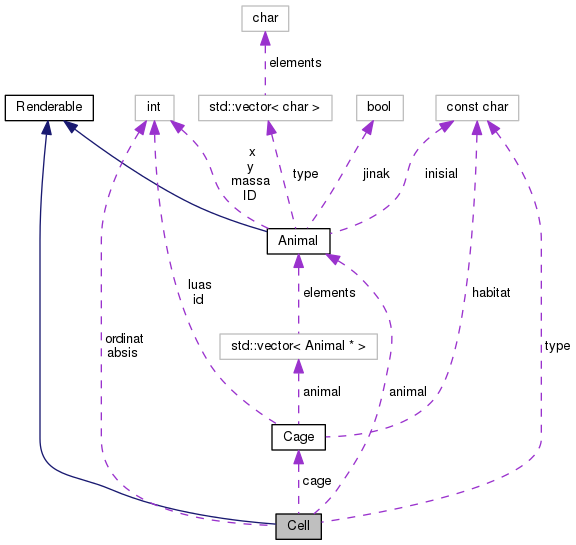 char
elements
Renderable
int
std::vector< char >
bool
const char
x
y
massa
ID
type
jinak
inisial
Animal
luas
id
elements
habitat
ordinat
absis
std::vector< Animal * >
type
animal
animal
Cage
cage
Cell